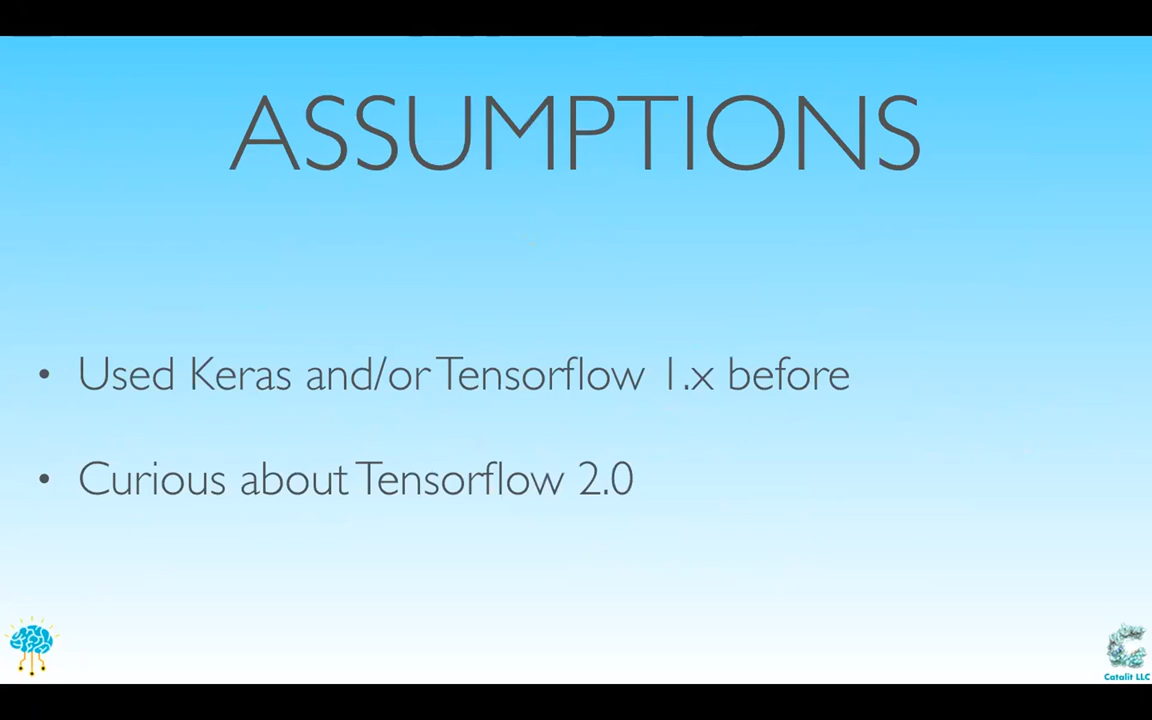 ASSUMPTIONS
• Used Keras and/or Tensorflow 1.x before
• Curious about Tensorflow 2.0
Catalit LLC